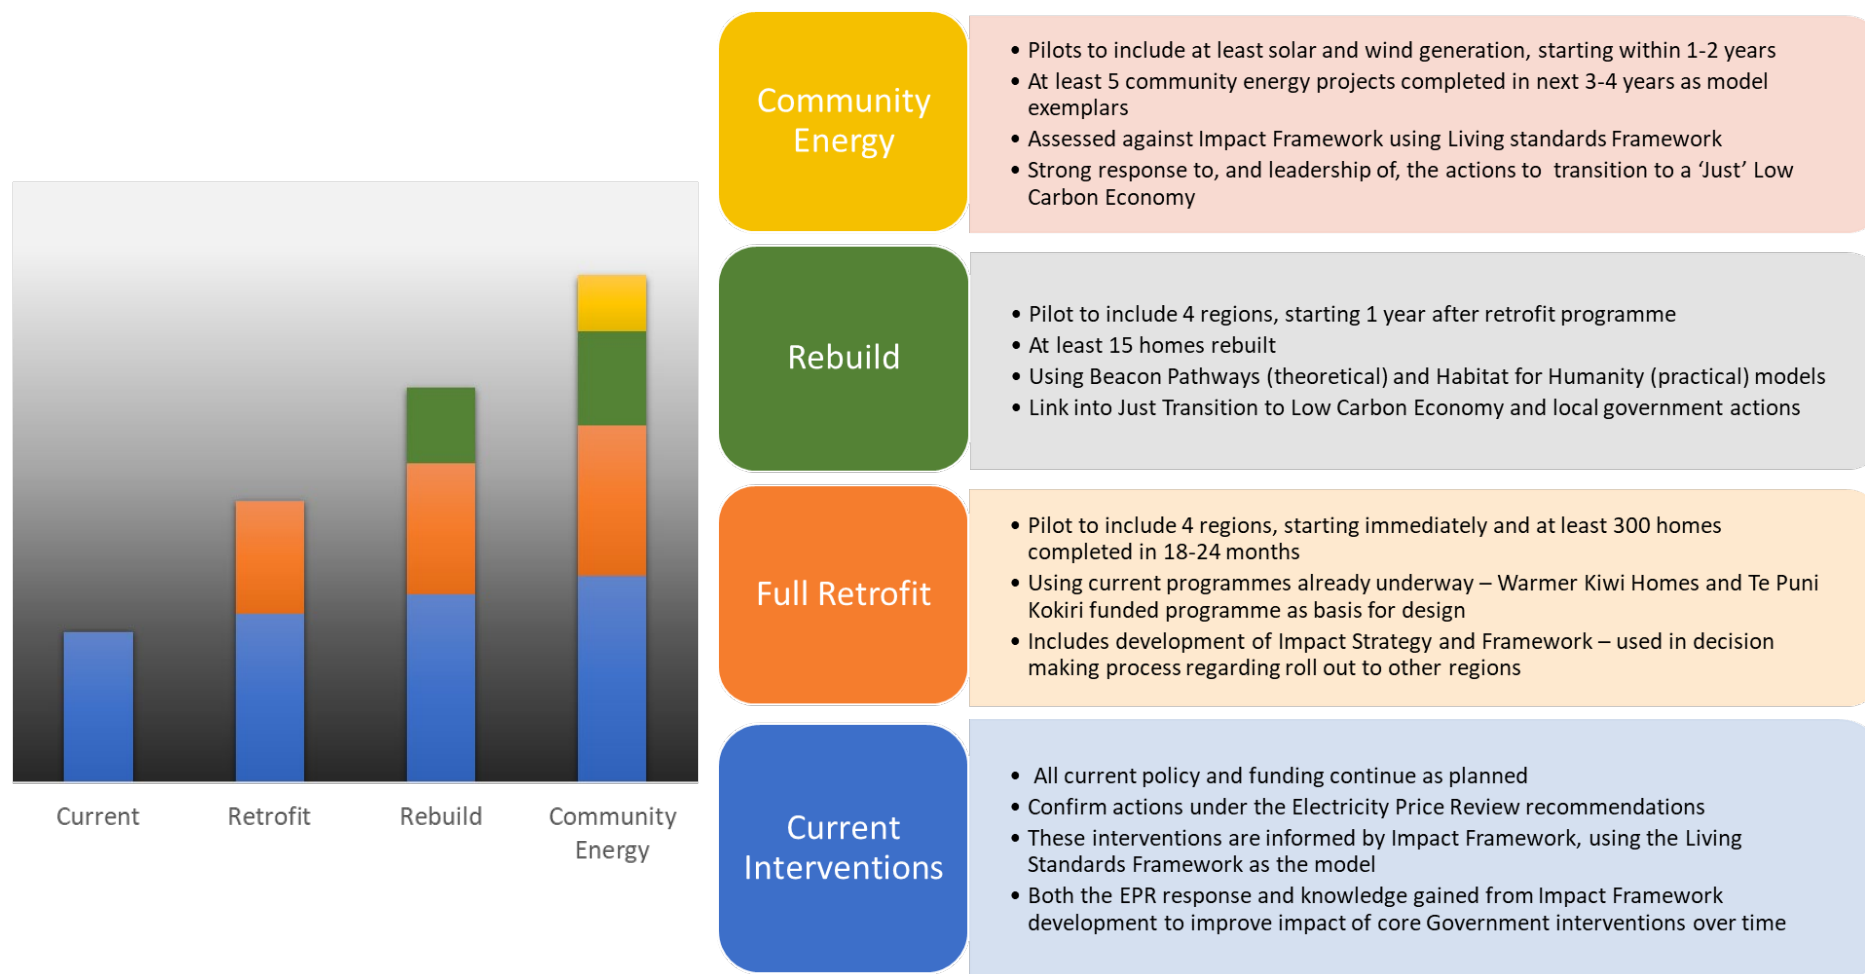 Current
Retrofit
Rebuild
Community
Energy
Community
Energy
• Pilots to include at least solar and wind generation, starting within 1-2 years
• At least 5 community energy projects completed in next 3-4 years as model
exemplars
• Assessed against Impact Framework using Living standards Framework
• Strong response to, and leadership of, the actions to transition to a ‘Just’ Low
Carbon Economy
Rebuild
• Pilot to include 4 regions, starting 1 year after retrofit programme
• At least 15 homes rebuilt
• Using Beacon Pathways (theoretical) and Habitat for Humanity (practical) models
• Link into Just Transition to Low Carbon Economy and local government actions
Full Retrofit
• Pilot to include 4 regions, starting immediately and at least 300 homes
completed in 18-24 months
• Using current programmes already underway – Warmer Kiwi Homes and Te Puni
Kokiri funded programme as basis for design
• Includes development of Impact Strategy and Framework – used in decision
making process regarding roll out to other regions
Current
Interventions
• All current policy and funding continue as planned
• Confirm actions under the Electricity Price Review recommendations
• These interventions are informed by Impact Framework, using the Living
Standards Framework as the model
• Both the EPR response and knowledge gained from Impact Framework
development to improve impact of core Government interventions over time